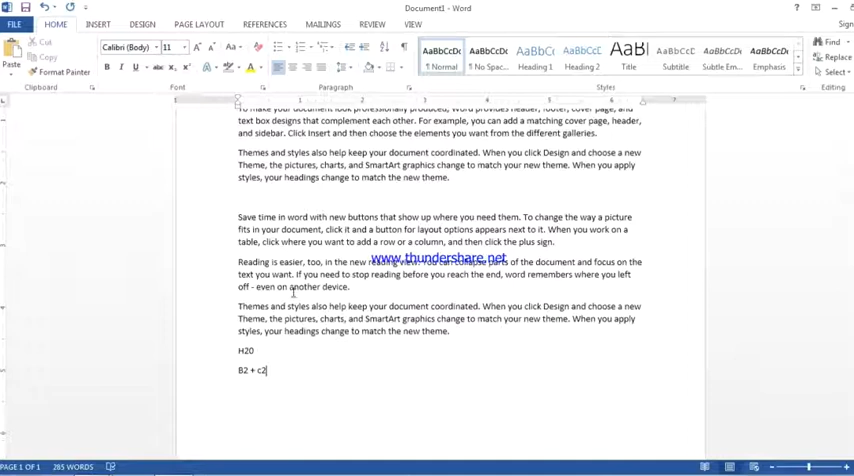 Document1 - Word
FILE HOME INSERT DESIGN PAGE LAYOUT REFERENCES MAILINGS REVIEW VIEW
Sign
Paste
Cut
Copy
Format Painter
Clipboard
Calibri (Body) 11
Font
Paragraph
AaBbCcDc AaBbCcDc AaBbCc AaBbCcD AaBl AaBbCcD AaBbCcDc AaBbCcDc
¶ Normal ¶ No Spac... Heading 1 Heading 2 Title Subtitle Subtle Em... Emphasis
Styles
Find
Replace
Select
Editing
To make your document look professionally produced, Word provides header, footer, cover page, and
text box designs that complement each other. For example, you can add a matching cover page, header,
and sidebar. Click Insert and then choose the elements you want from the different galleries.
Themes and styles also help keep your document coordinated. When you click Design and choose a new
Theme, the pictures, charts, and SmartArt graphics change to match your new theme. When you apply
styles, your headings change to match the new theme.
Save time in word with new buttons that show up where you need them. To change the way a picture
fits in your document, click it and a button for layout options appears next to it. When you work on a
table, click where you want to add a row or a column, and then click the plus sign.
www.thundershare.net
Reading is easier, too, in the new reading view. You can collapse parts of the document and focus on the
text you want. If you need to stop reading before you reach the end, word remembers where you left
off - even on another device.
Themes and styles also help keep your document coordinated. When you click Design and choose a new
Theme, the pictures, charts, and SmartArt graphics change to match your new theme. When you apply
styles, your headings change to match the new theme.
H20
B2 + c2
PAGE 1 OF 1 285 WORDS